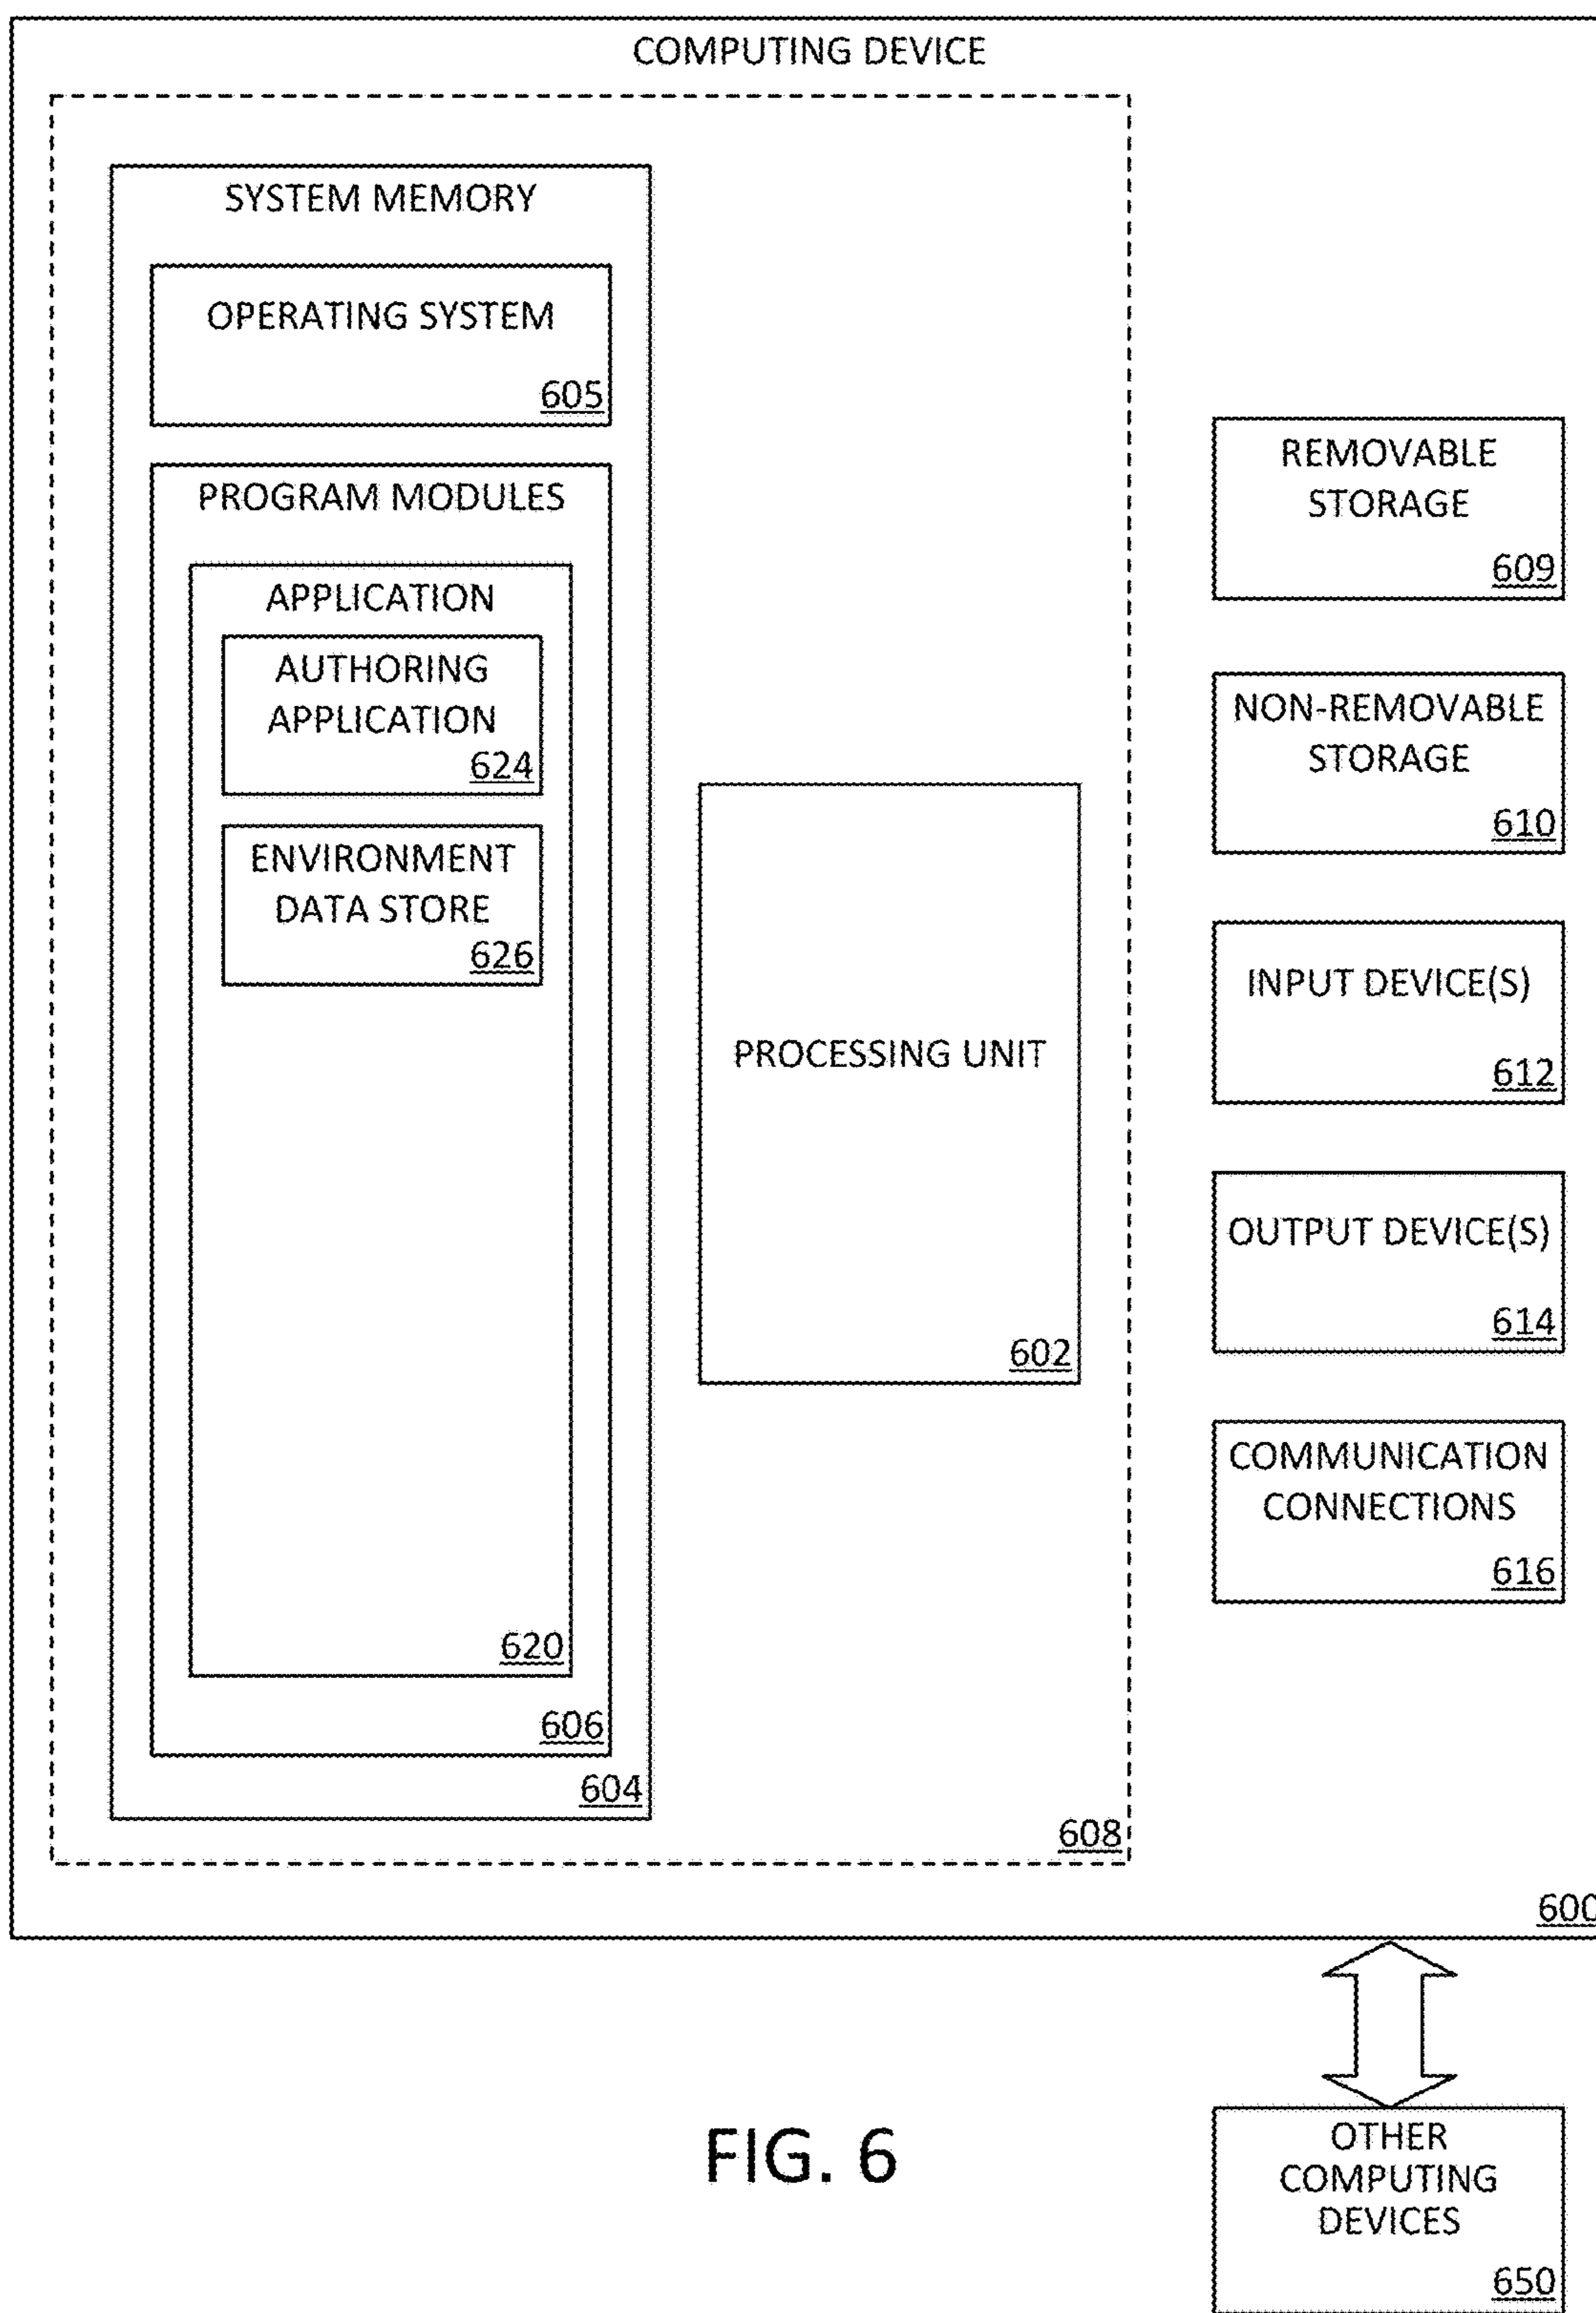 COMPUTING DEVICE
SYSTEM MEMORY
OPERATING SYSTEM
605
PROGRAM MODULES
APPLICATION
AUTHORING
APPLICATION
624
ENVIRONMENT
DATA STORE
626
620
606
604
PROCESSING UNIT
602
608
REMOVABLE
STORAGE
609
NON-REMOVABLE
STORAGE
610
INPUT DEVICE(S)
612
OUTPUT DEVICE(S)
614
COMMUNICATION
CONNECTIONS
616
600
OTHER
COMPUTING
DEVICES
650
FIG. 6